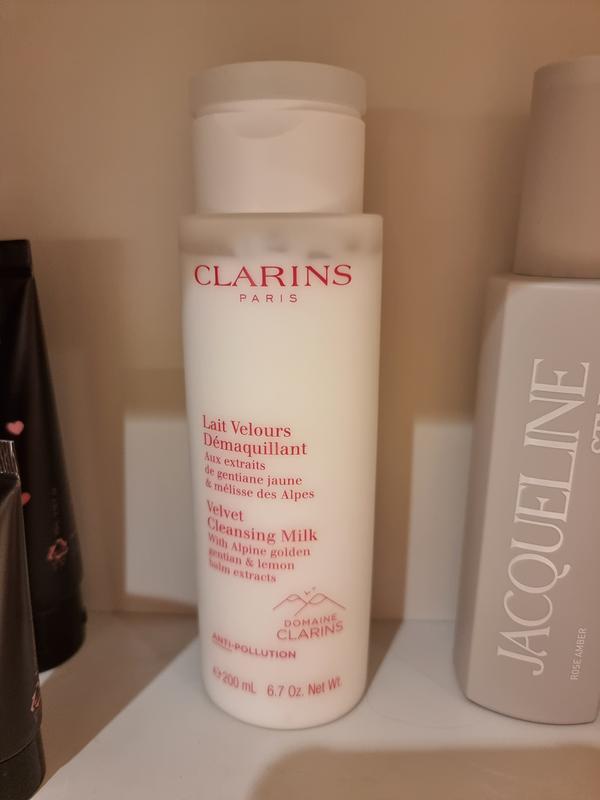 CLARINS
PARIS
Lait Velours
Démaquillant
Aux extraits
de gentiane jaune
& mélisse des Alpes
Velvet
Cleansing Milk
With Alpine golden
gentian & lemon
balm extracts
DOMAINE
CLARINS
ANTI-POLLUTION
e 200 mL 6.7 Oz. Net Wt.
JACQUELINE
ROSE AMBER